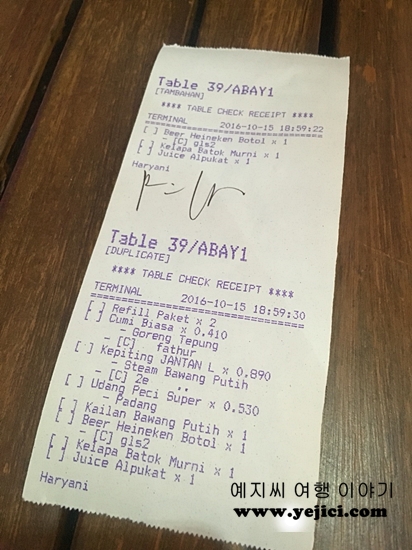 Table 39/ABAY1
[TAMBAHAN]
**** TABLE CHECK RECEIPT ****
TERMINAL 2016-10-15 18:59:22
[ ] Beer Heineken Botol x 1
- [C] gls2
[ ] Kelapa Batok Murni x 1
[ ] Juice Alpukat x 1
Haryani
Table 39/ABAY1
[DUPLICATE]
**** TABLE CHECK RECEIPT ****
TERMINAL 2016-10-15 18:59:30
[ ] Refill Paket x 2
[ ] Cumi Biasa x 0.410
- Goreng Tepung
- [C] fathur
[ ] Kepiting JANTAN L x 0.890
- Steam Bawang Putih
- [C] 2e ..
[ ] Udang Peci Super x 0.530
- Padang
[ ] Kailan Bawang Putih x 1
[ ] Beer Heineken Botol x 1
- [C] gls2
[ ] Kelapa Batok Murni x 1
[ ] Juice Alpukat x 1
Haryani
예지씨 여행 이야기
www.yejici.com